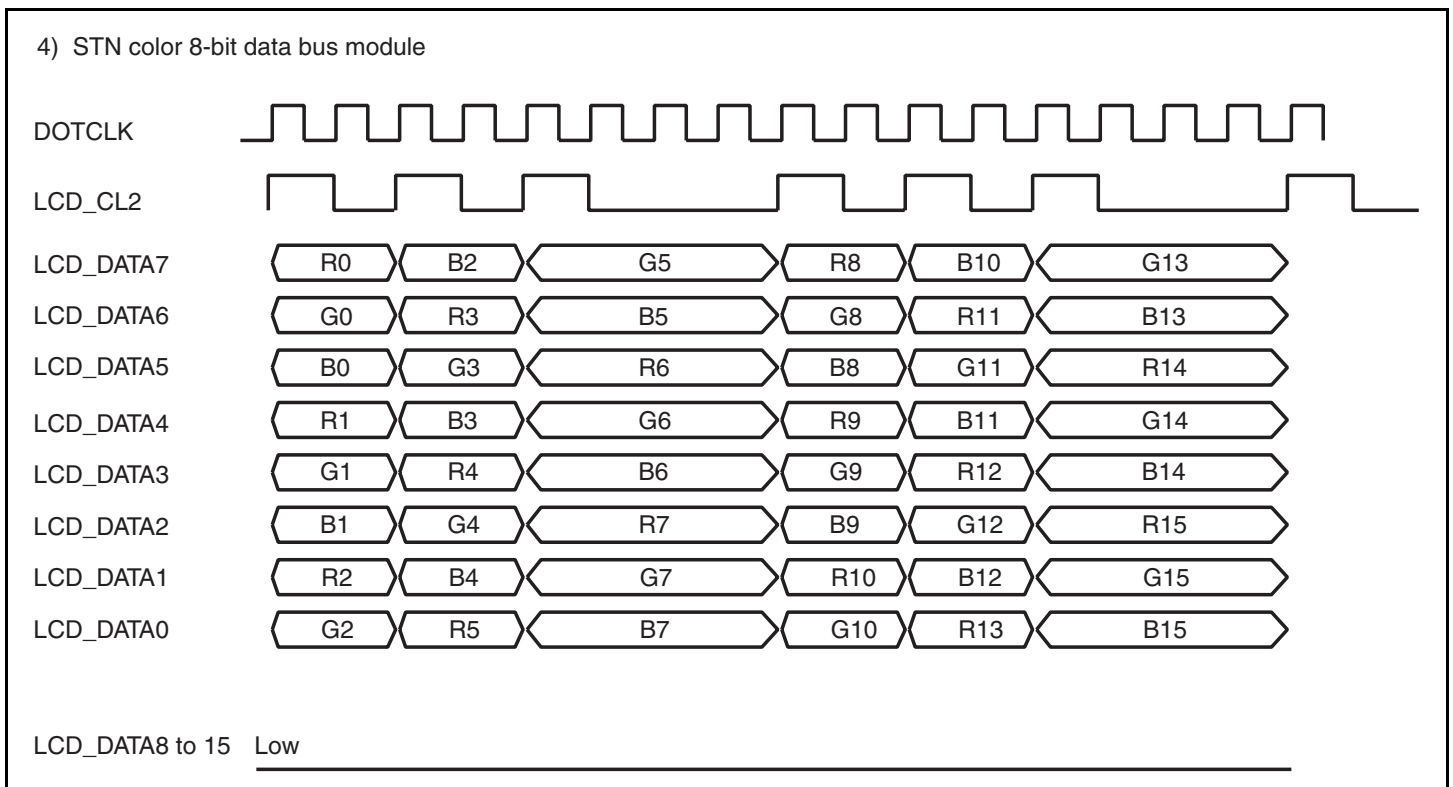 4) STN color 8-bit data bus module
DOTCLK
LCD_CL2
LCD_DATA7 R0 B2 G5 R8 B10 G13
LCD_DATA6 G0 R3 B5 G8 R11 B13
LCD_DATA5 B0 G3 R6 B8 G11 R14
LCD_DATA4 R1 B3 G6 R9 B11 G14
LCD_DATA3 G1 R4 B6 G9 R12 B14
LCD_DATA2 B1 G4 R7 B9 G12 R15
LCD_DATA1 R2 B4 G7 R10 B12 G15
LCD_DATA0 G2 R5 B7 G10 R13 B15
LCD_DATA8 to 15 Low